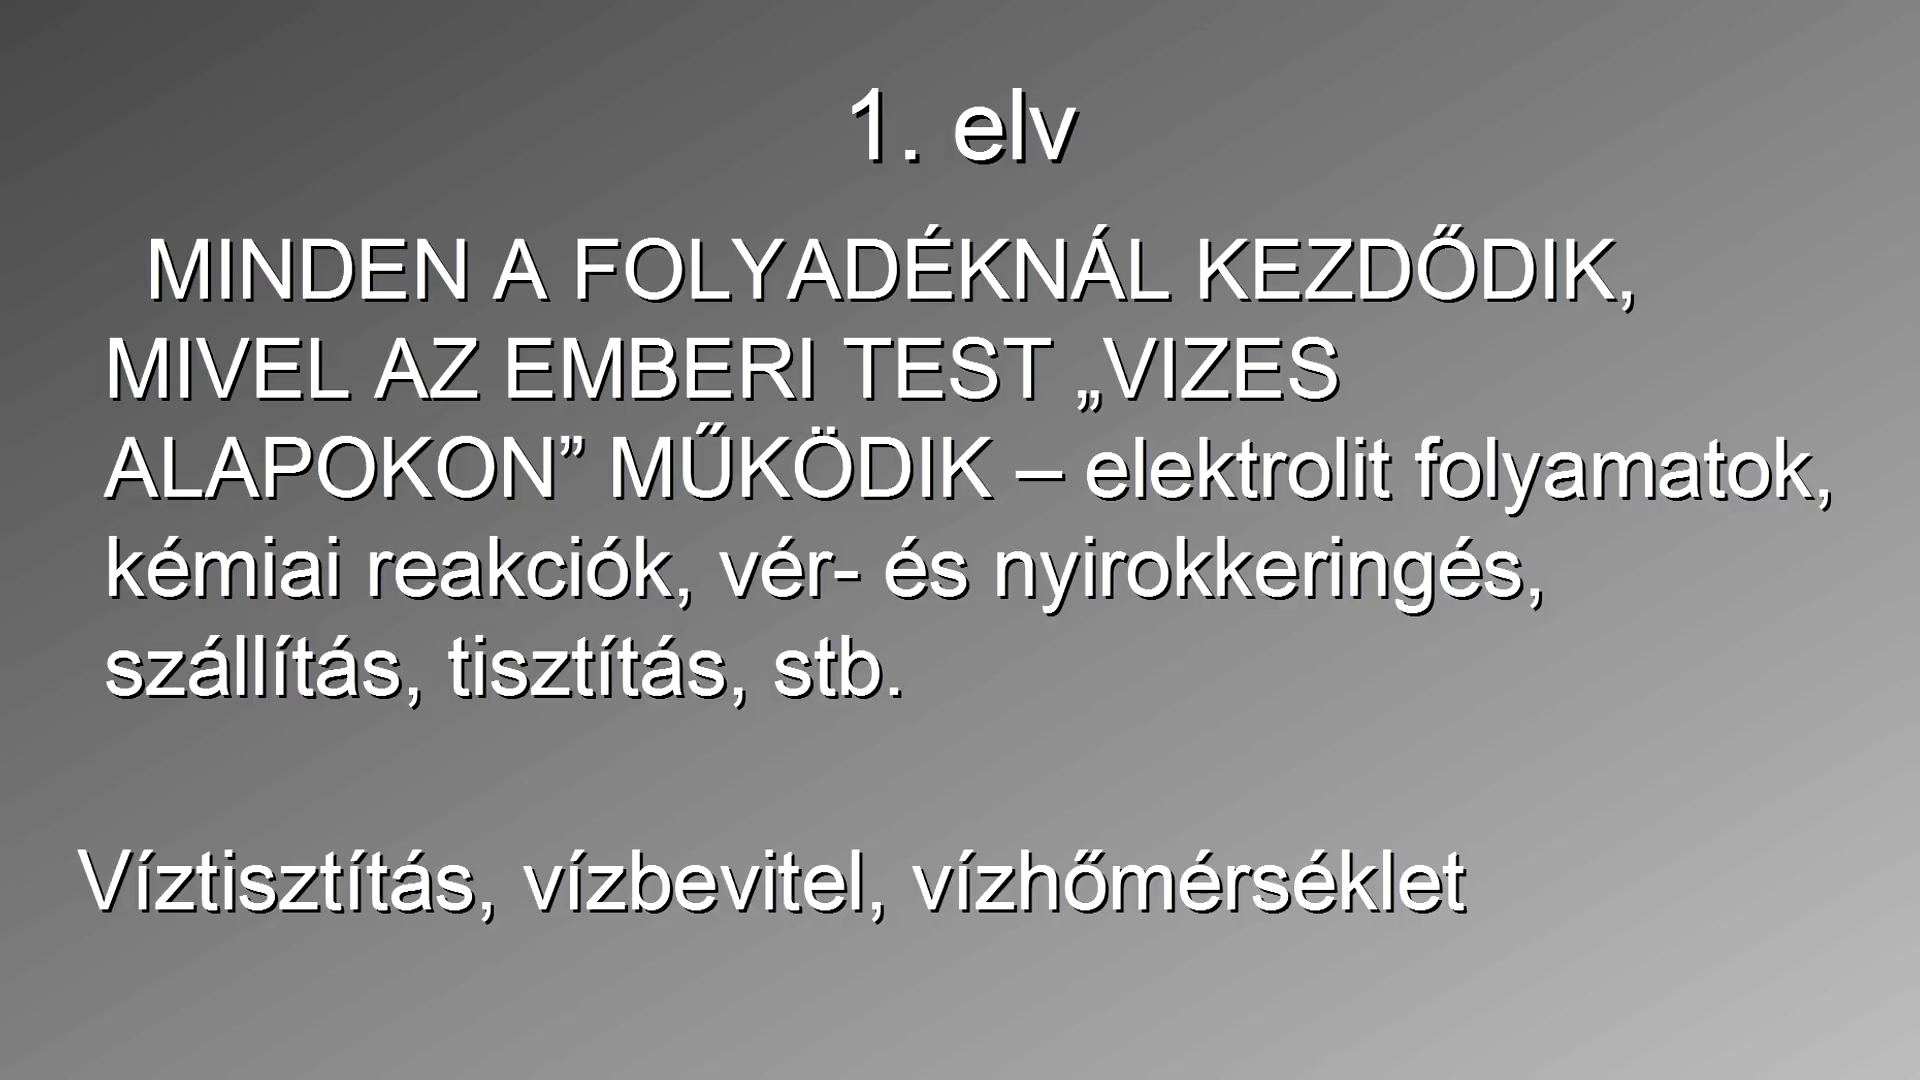 1. elv
MINDEN A FOLYADÉKNÁL KEZDŐDIK,
MIVEL AZ EMBERI TEST „VIZES
ALAPOKON” MŰKÖDIK – elektrolit folyamatok,
kémiai reakciók, vér- és nyirokkeringés,
szállítás, tisztítás, stb.
Víztisztítás, vízbevitel, vízhőmérséklet